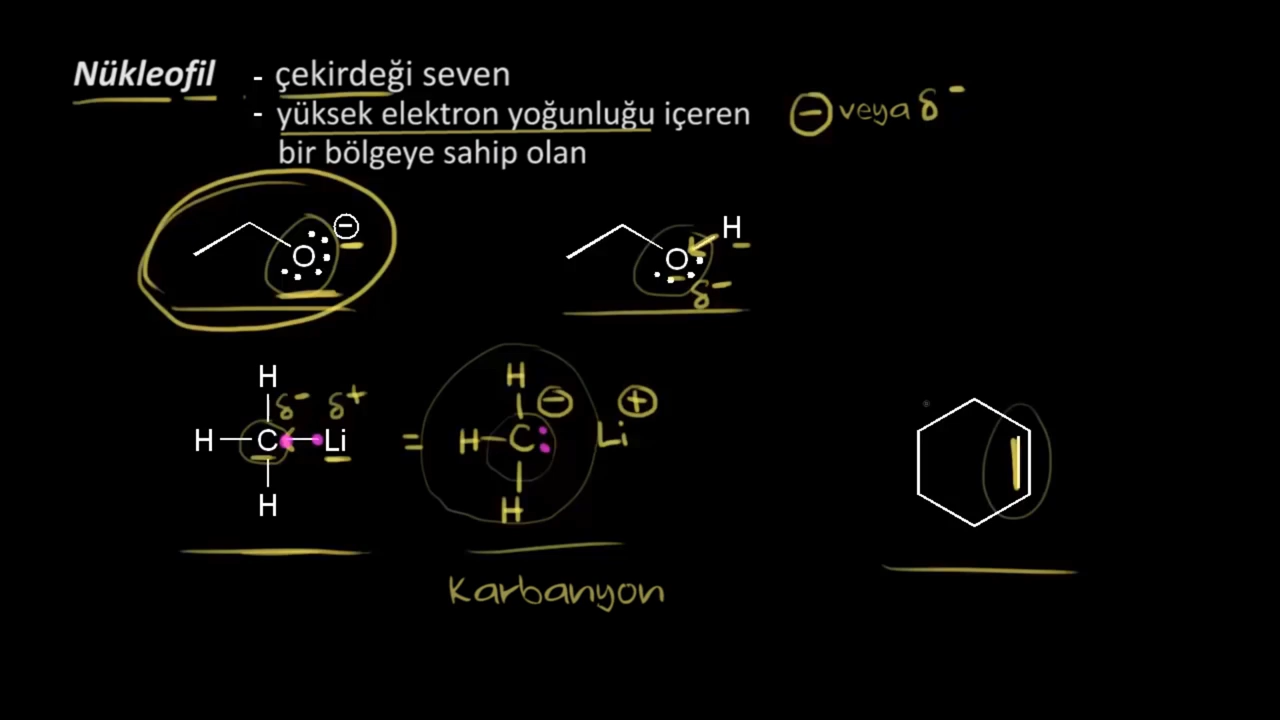 Nükleofil - çekirdeği seven
- yüksek elektron yoğunluğu içeren
bir bölgeye sahip olan
⊖ veya δ⁻
O ⊖
H
O
δ⁻
H
δ⁻ δ⁺
H C Li
H
=
H
⊖ ⊕
H C : Li
H
Karbanyon